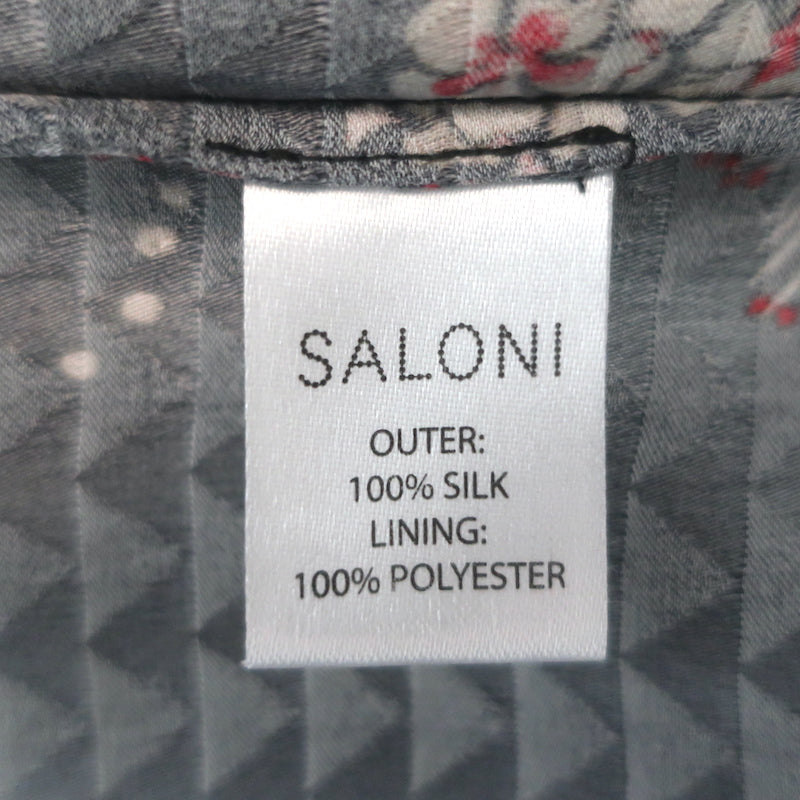 SALONI
OUTER:
100% SILK
LINING:
100% POLYESTER